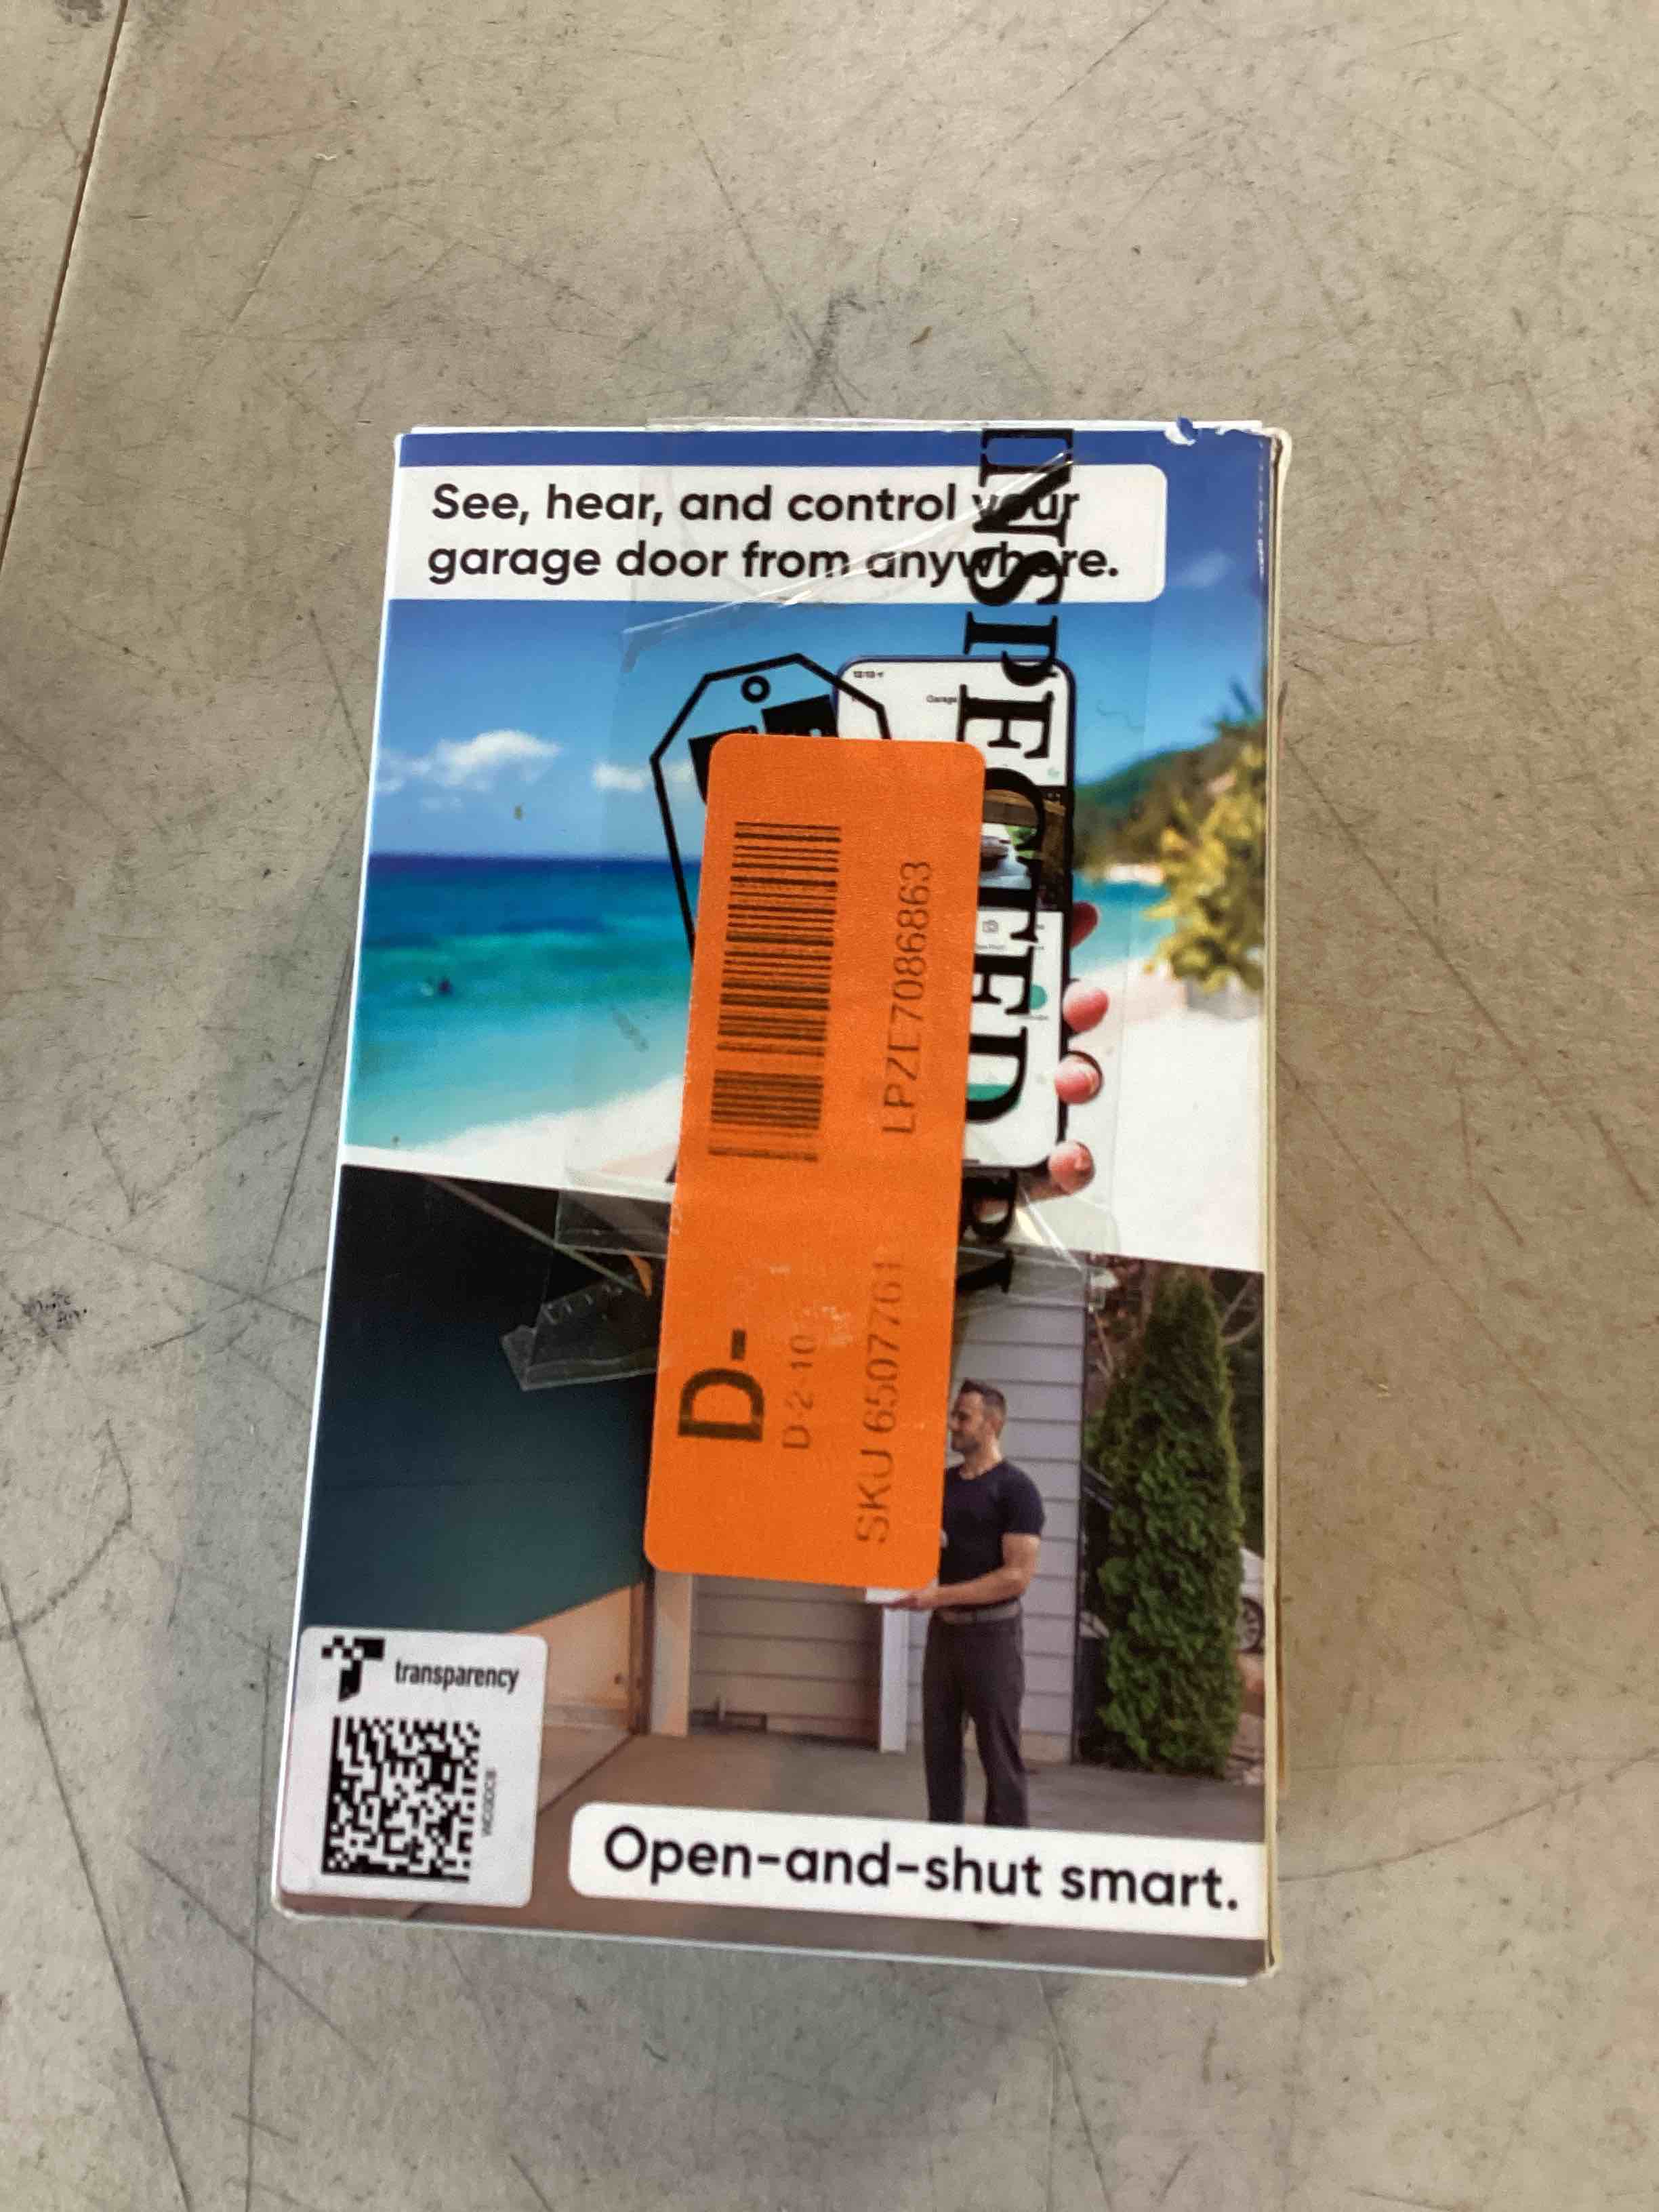 See, hear, and control your
garage door from anywhere.
INSPECTED
LPZE7086863
D-
D-2-10
SKU 6507761
transparency
Open-and-shut smart.